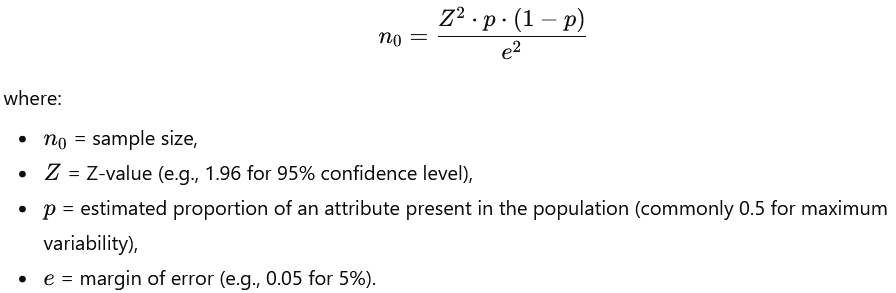 n₀ = Z² · p · (1 − p) / e²
where:
• n₀ = sample size,
• Z = Z-value (e.g., 1.96 for 95% confidence level),
• p = estimated proportion of an attribute present in the population (commonly 0.5 for maximum
variability),
• e = margin of error (e.g., 0.05 for 5%).